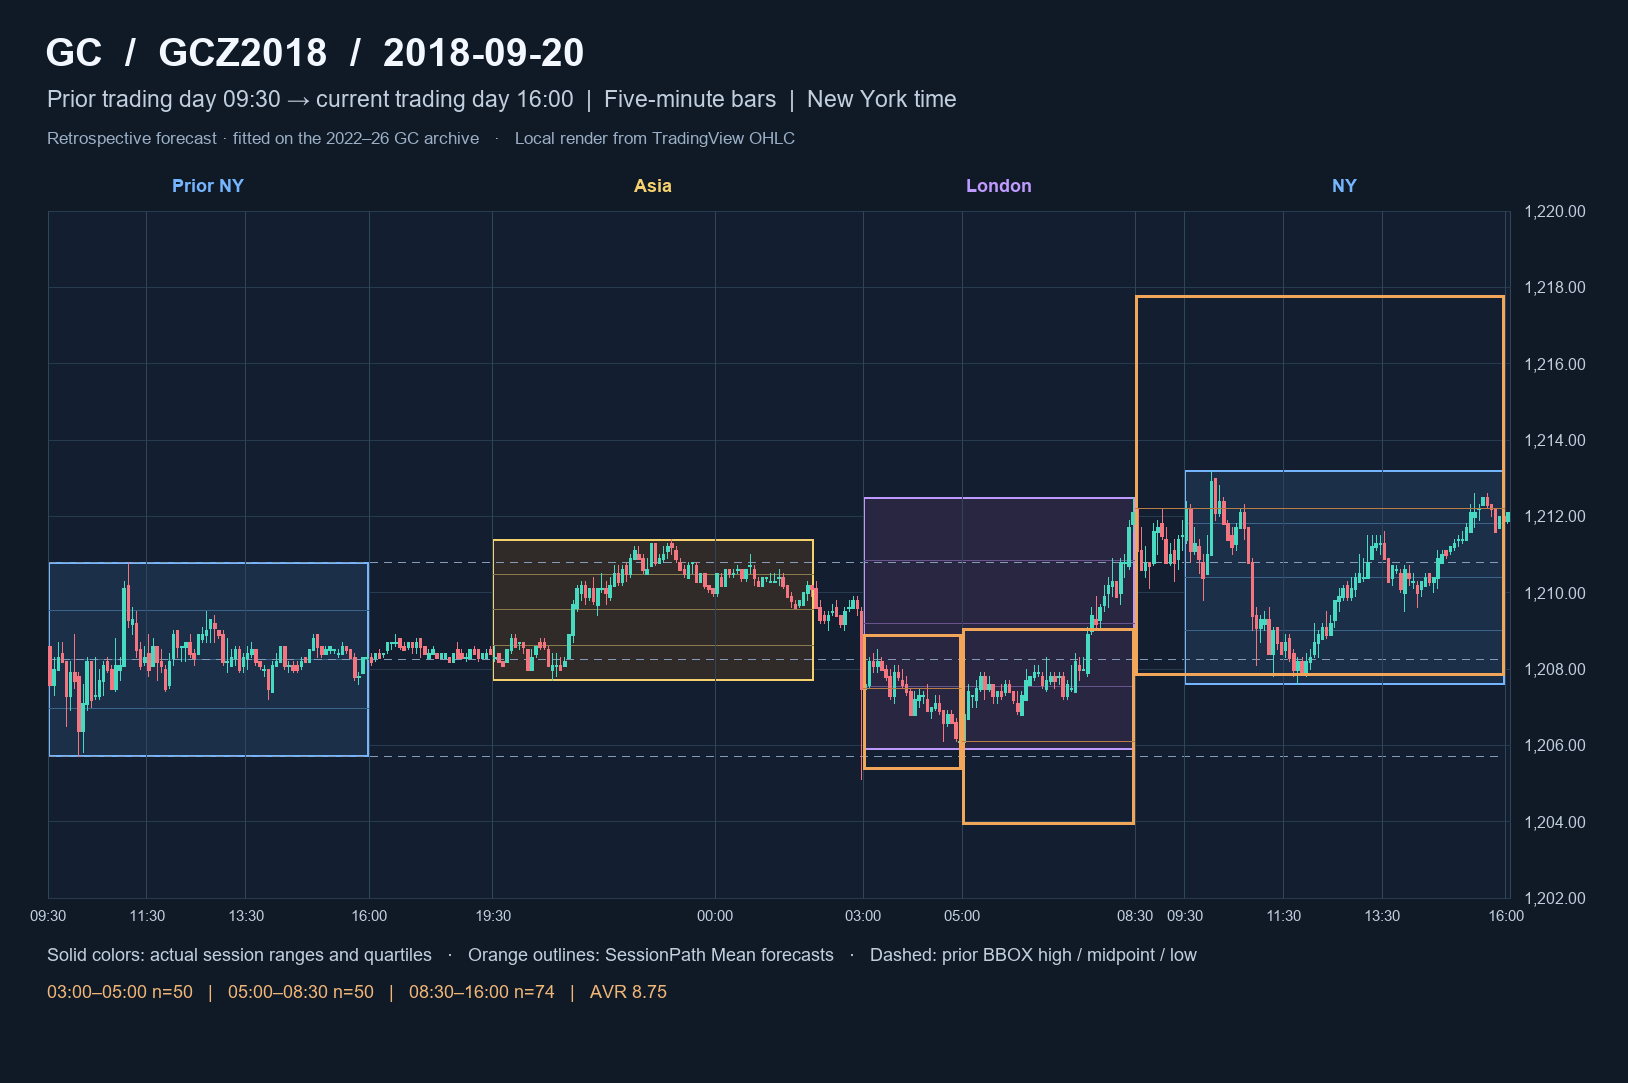 GC / GCZ2018 / 2018-09-20
Prior trading day 09:30 → current trading day 16:00 | Five-minute bars | New York time
Retrospective forecast · fitted on the 2022–26 GC archive · Local render from TradingView OHLC
Prior NY Asia London NY
1,220.00
1,218.00
1,216.00
1,214.00
1,212.00
1,210.00
1,208.00
1,206.00
1,204.00
1,202.00
09:30 11:30 13:30 16:00 19:30 00:00 03:00 05:00 08:30 09:30 11:30 13:30 16:00
Solid colors: actual session ranges and quartiles · Orange outlines: SessionPath Mean forecasts · Dashed: prior BBOX high / midpoint / low
03:00–05:00 n=50 | 05:00–08:30 n=50 | 08:30–16:00 n=74 | AVR 8.75